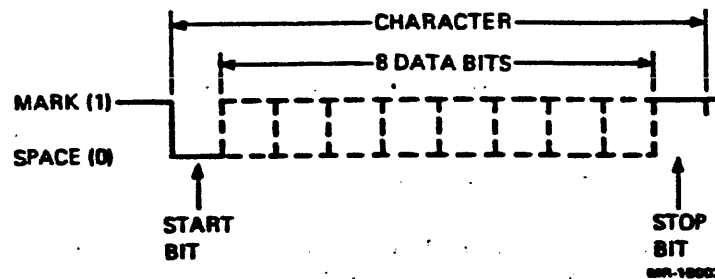 CHARACTER
8 DATA BITS
MARK (1)
SPACE (0)
START
BIT
STOP
BIT